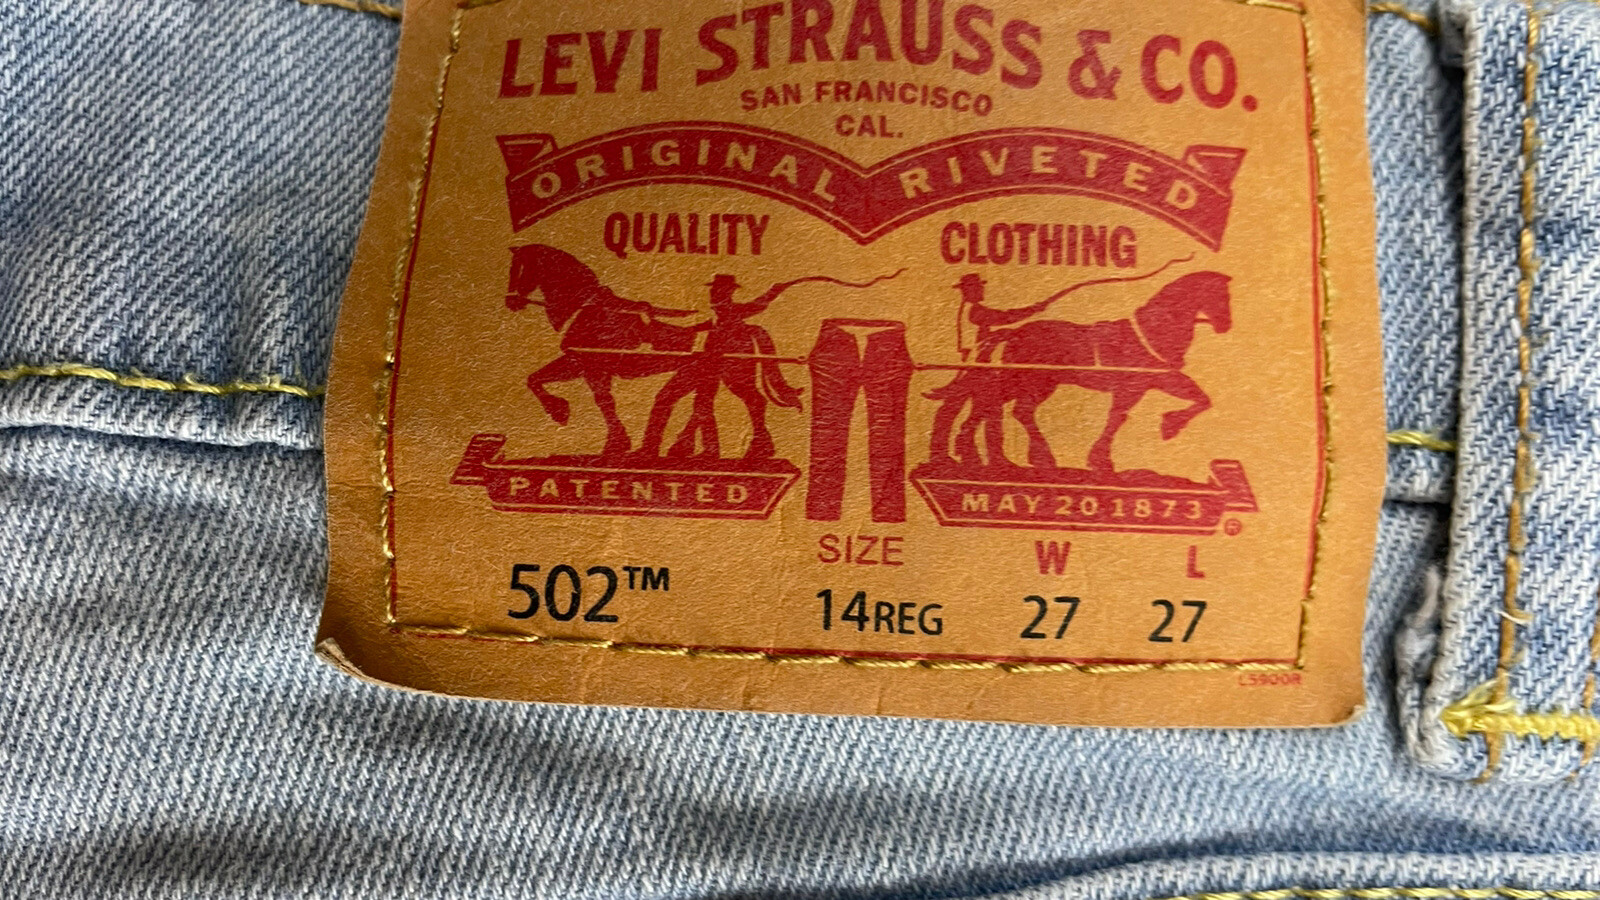 LEVI STRAUSS & CO.
SAN FRANCISCO
CAL.
ORIGINAL RIVETED
QUALITY CLOTHING
PATENTED MAY 20 1873 ®
SIZE W L
502™ 14REG 27 27
L5900R